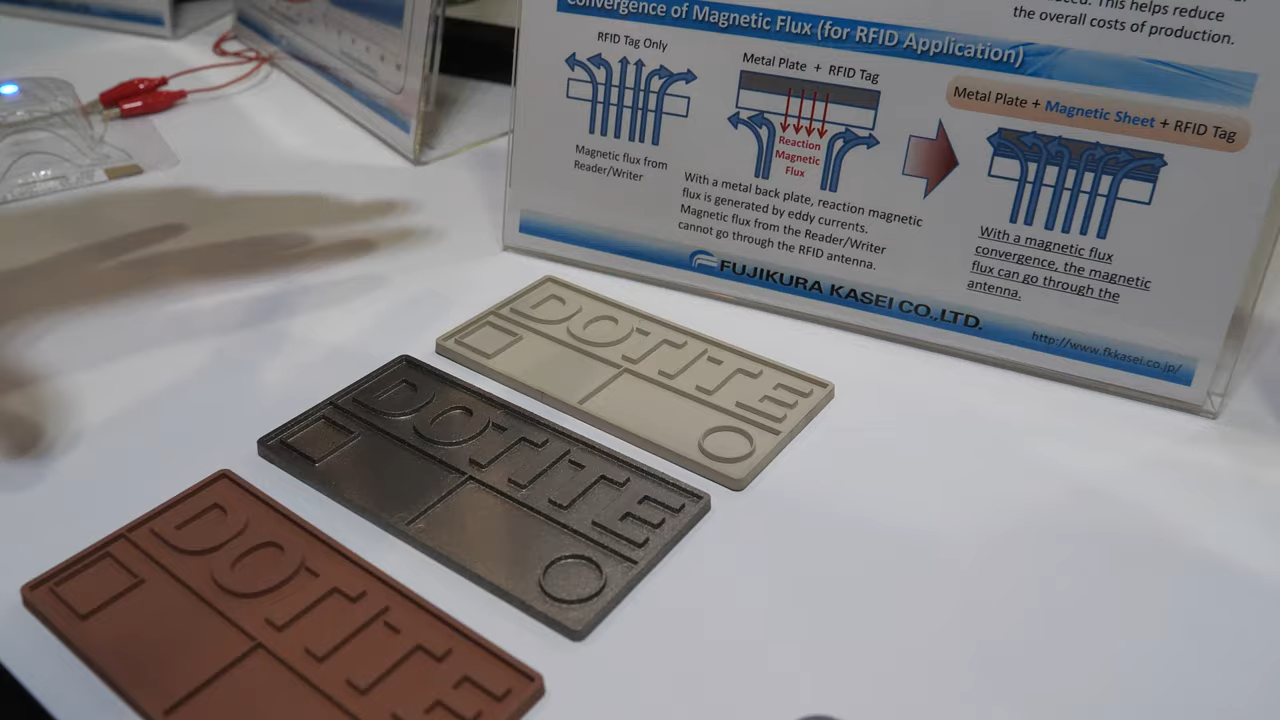 This helps reduce
the overall costs of production.
Convergence of Magnetic Flux (for RFID Application)
RFID Tag Only
Magnetic flux from
Reader/Writer
Metal Plate + RFID Tag
Reaction
Magnetic
Flux
With a metal back plate, reaction magnetic
flux is generated by eddy currents.
Magnetic flux from the Reader/Writer
cannot go through the RFID antenna.
Metal Plate + Magnetic Sheet + RFID Tag
With a magnetic flux
convergence, the magnetic
flux can go through the
antenna.
FUJIKURA KASEI CO.,LTD.
http://www.fkkasei.co.jp/
DOTITE
DOTITE
DOTITE